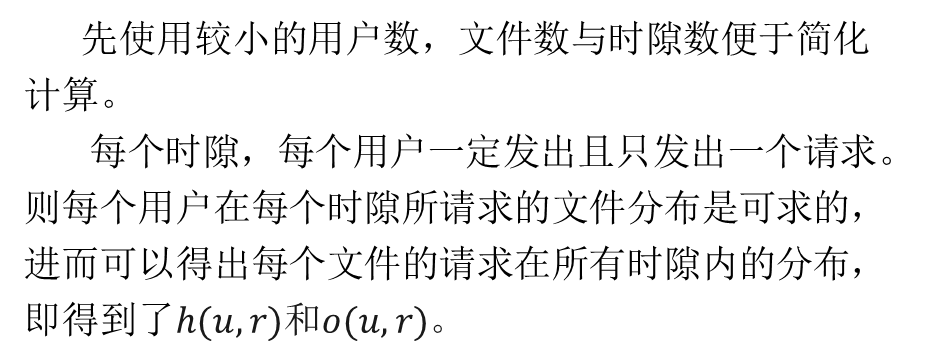 先使用较小的用户数，文件数与时隙数便于简化
计算。
每个时隙，每个用户一定发出且只发出一个请求。
则每个用户在每个时隙所请求的文件分布是可求的，
进而可以得出每个文件的请求在所有时隙内的分布，
即得到了h(u,r)和o(u,r)。